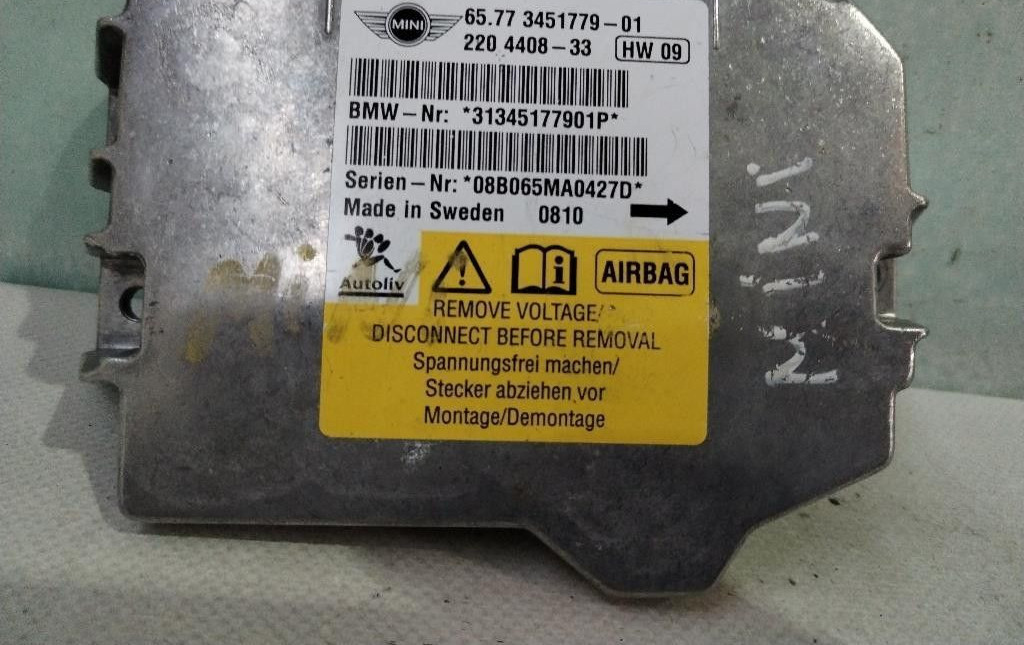 MINI 65.77 3451779-01
220 4408-33 HW 09
BMW-Nr: *31345177901P*
Serien-Nr: *08B065MA0427D*
Made in Sweden 0810
Autoliv
AIRBAG
REMOVE VOLTAGE/
DISCONNECT BEFORE REMOVAL
Spannungsfrei machen/
Stecker abziehen vor
Montage/Demontage
MINI